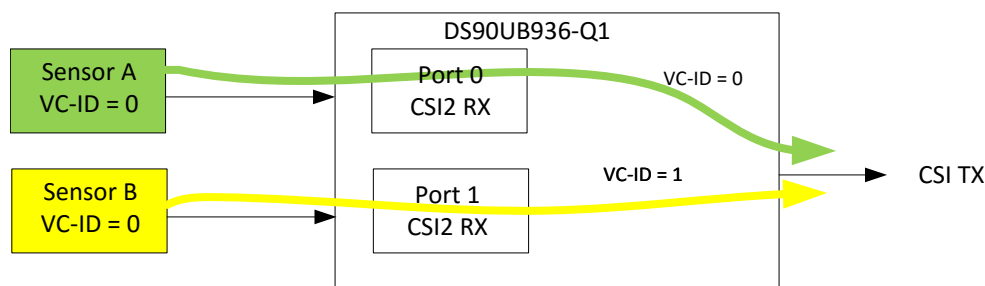 DS90UB936-Q1
Sensor A
VC-ID = 0
Port 0
CSI2 RX
VC-ID = 0
Sensor B
VC-ID = 0
Port 1
CSI2 RX
VC-ID = 1
CSI TX